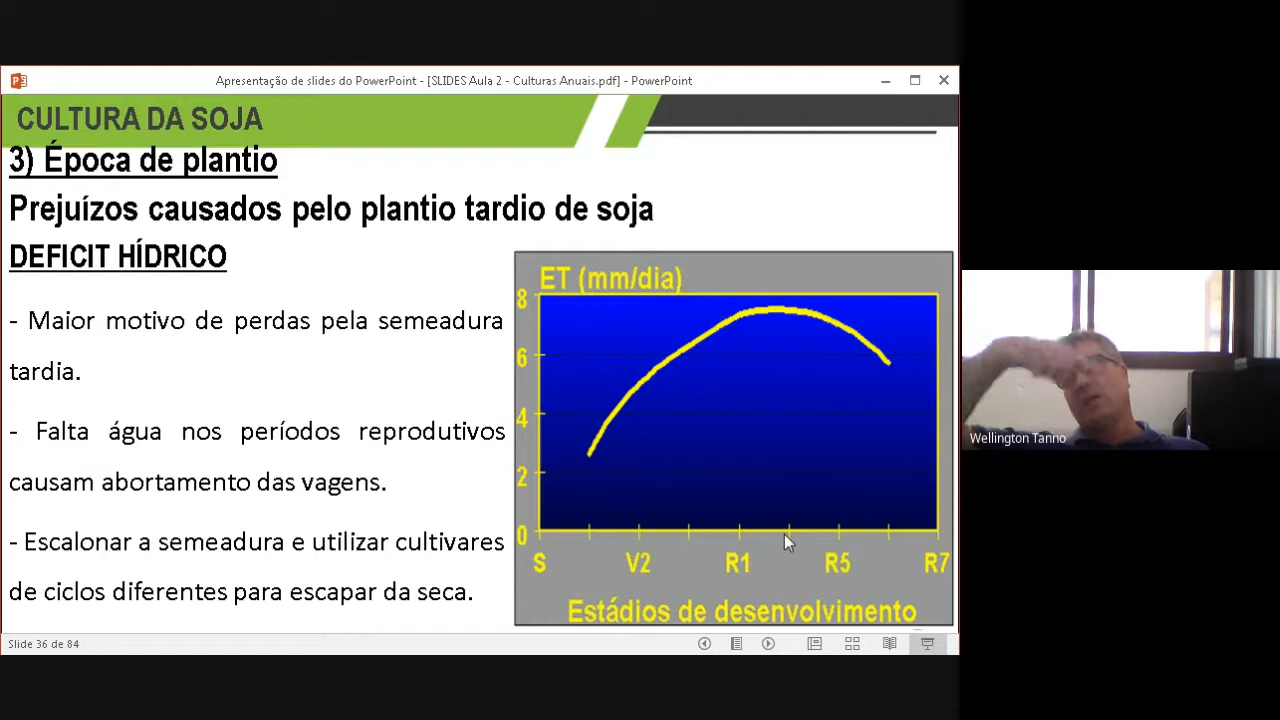 Apresentação de slides do PowerPoint - [SLIDES Aula 2 - Culturas Anuais.pdf] - PowerPoint
CULTURA DA SOJA
3) Época de plantio
Prejuízos causados pelo plantio tardio de soja
DEFICIT HÍDRICO
- Maior motivo de perdas pela semeadura
tardia.
- Falta água nos períodos reprodutivos
causam abortamento das vagens.
- Escalonar a semeadura e utilizar cultivares
de ciclos diferentes para escapar da seca.
ET (mm/dia)
8
6
4
2
0
S V2 R1 R5 R7
Estádios de desenvolvimento
Wellington Tanno
Slide 36 de 84